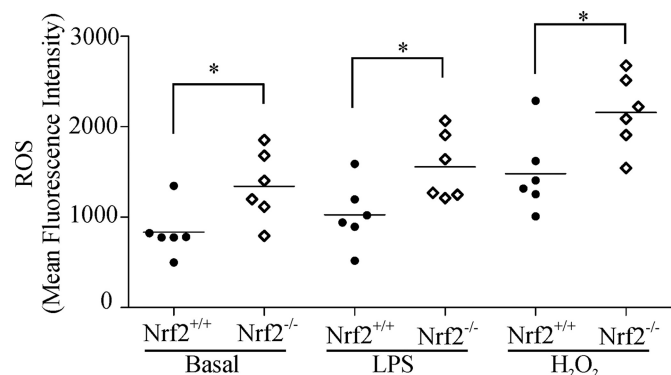 3000
2000
1000
0
ROS
(Mean Fluorescence Intensity)
*
*
*
Nrf2+/+ Nrf2-/- Nrf2+/+ Nrf2-/- Nrf2+/+ Nrf2-/-
Basal LPS H₂O₂